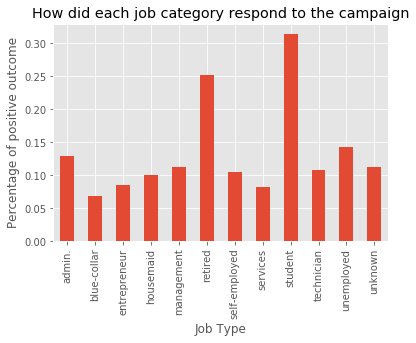 How did each job category respond to the campaign
Percentage of positive outcome
0.30
0.25
0.20
0.15
0.10
0.05
0.00
admin.
blue-collar
entrepreneur
housemaid
management
retired
self-employed
services
student
technician
unemployed
unknown
Job Type